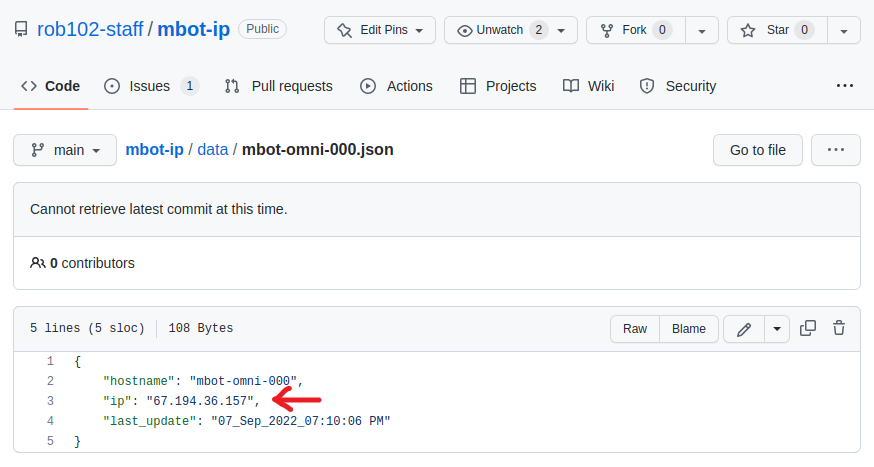 rob102-staff / mbot-ip Public Edit Pins Unwatch 2 Fork 0 Star 0
Code Issues 1 Pull requests Actions Projects Wiki Security ...
main mbot-ip / data / mbot-omni-000.json Go to file ...
Cannot retrieve latest commit at this time.
0 contributors
5 lines (5 sloc) 108 Bytes Raw Blame
1 {
2 "hostname": "mbot-omni-000",
3 "ip": "67.194.36.157",
4 "last_update": "07_Sep_2022_07:10:06 PM"
5 }